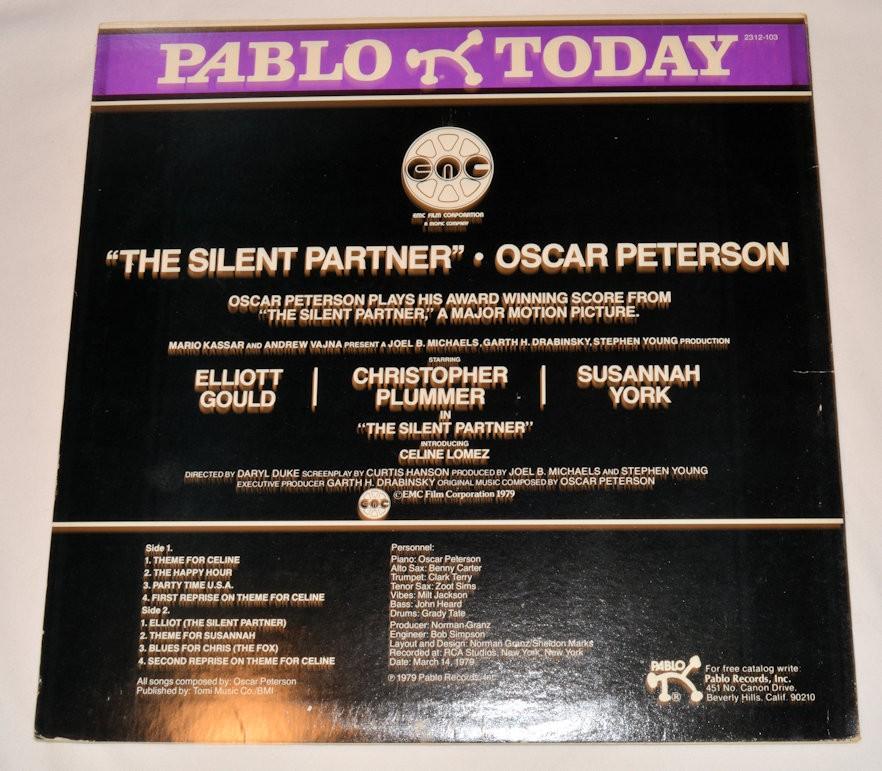 PABLO TODAY
2312-103
emc
EMC FILM CORPORATION
A MOPIC COMPANY
"THE SILENT PARTNER" • OSCAR PETERSON
OSCAR PETERSON PLAYS HIS AWARD WINNING SCORE FROM
"THE SILENT PARTNER," A MAJOR MOTION PICTURE.
MARIO KASSAR AND ANDREW VAJNA PRESENT A JOEL B. MICHAELS, GARTH H. DRABINSKY, STEPHEN YOUNG PRODUCTION
STARRING
ELLIOTT GOULD | CHRISTOPHER PLUMMER | SUSANNAH YORK
IN
"THE SILENT PARTNER"
INTRODUCING
CELINE LOMEZ
DIRECTED BY DARYL DUKE SCREENPLAY BY CURTIS HANSON PRODUCED BY JOEL B. MICHAELS AND STEPHEN YOUNG
EXECUTIVE PRODUCER GARTH H. DRABINSKY ORIGINAL MUSIC COMPOSED BY OSCAR PETERSON
emc ©EMC Film Corporation 1979
Side 1.
1. THEME FOR CELINE
2. THE HAPPY HOUR
3. PARTY TIME U.S.A.
4. FIRST REPRISE ON THEME FOR CELINE
Side 2.
1. ELLIOT (THE SILENT PARTNER)
2. THEME FOR SUSANNAH
3. BLUES FOR CHRIS (THE FOX)
4. SECOND REPRISE ON THEME FOR CELINE
All songs composed by: Oscar Peterson
Published by: Tomi Music Co./BMI
Personnel:
Piano: Oscar Peterson
Alto Sax: Benny Carter
Trumpet: Clark Terry
Tenor Sax: Zoot Sims
Vibes: Milt Jackson
Bass: John Heard
Drums: Grady Tate
Producer: Norman Granz
Engineer: Bob Simpson
Layout and Design: Norman Granz/Sheldon Marks
Recorded at: RCA Studios, New York, New York
Date: March 14, 1979
℗ 1979 Pablo Records, Inc.
PABLO
®
For free catalog write:
Pablo Records, Inc.
451 No. Canon Drive.
Beverly Hills. Calif. 90210